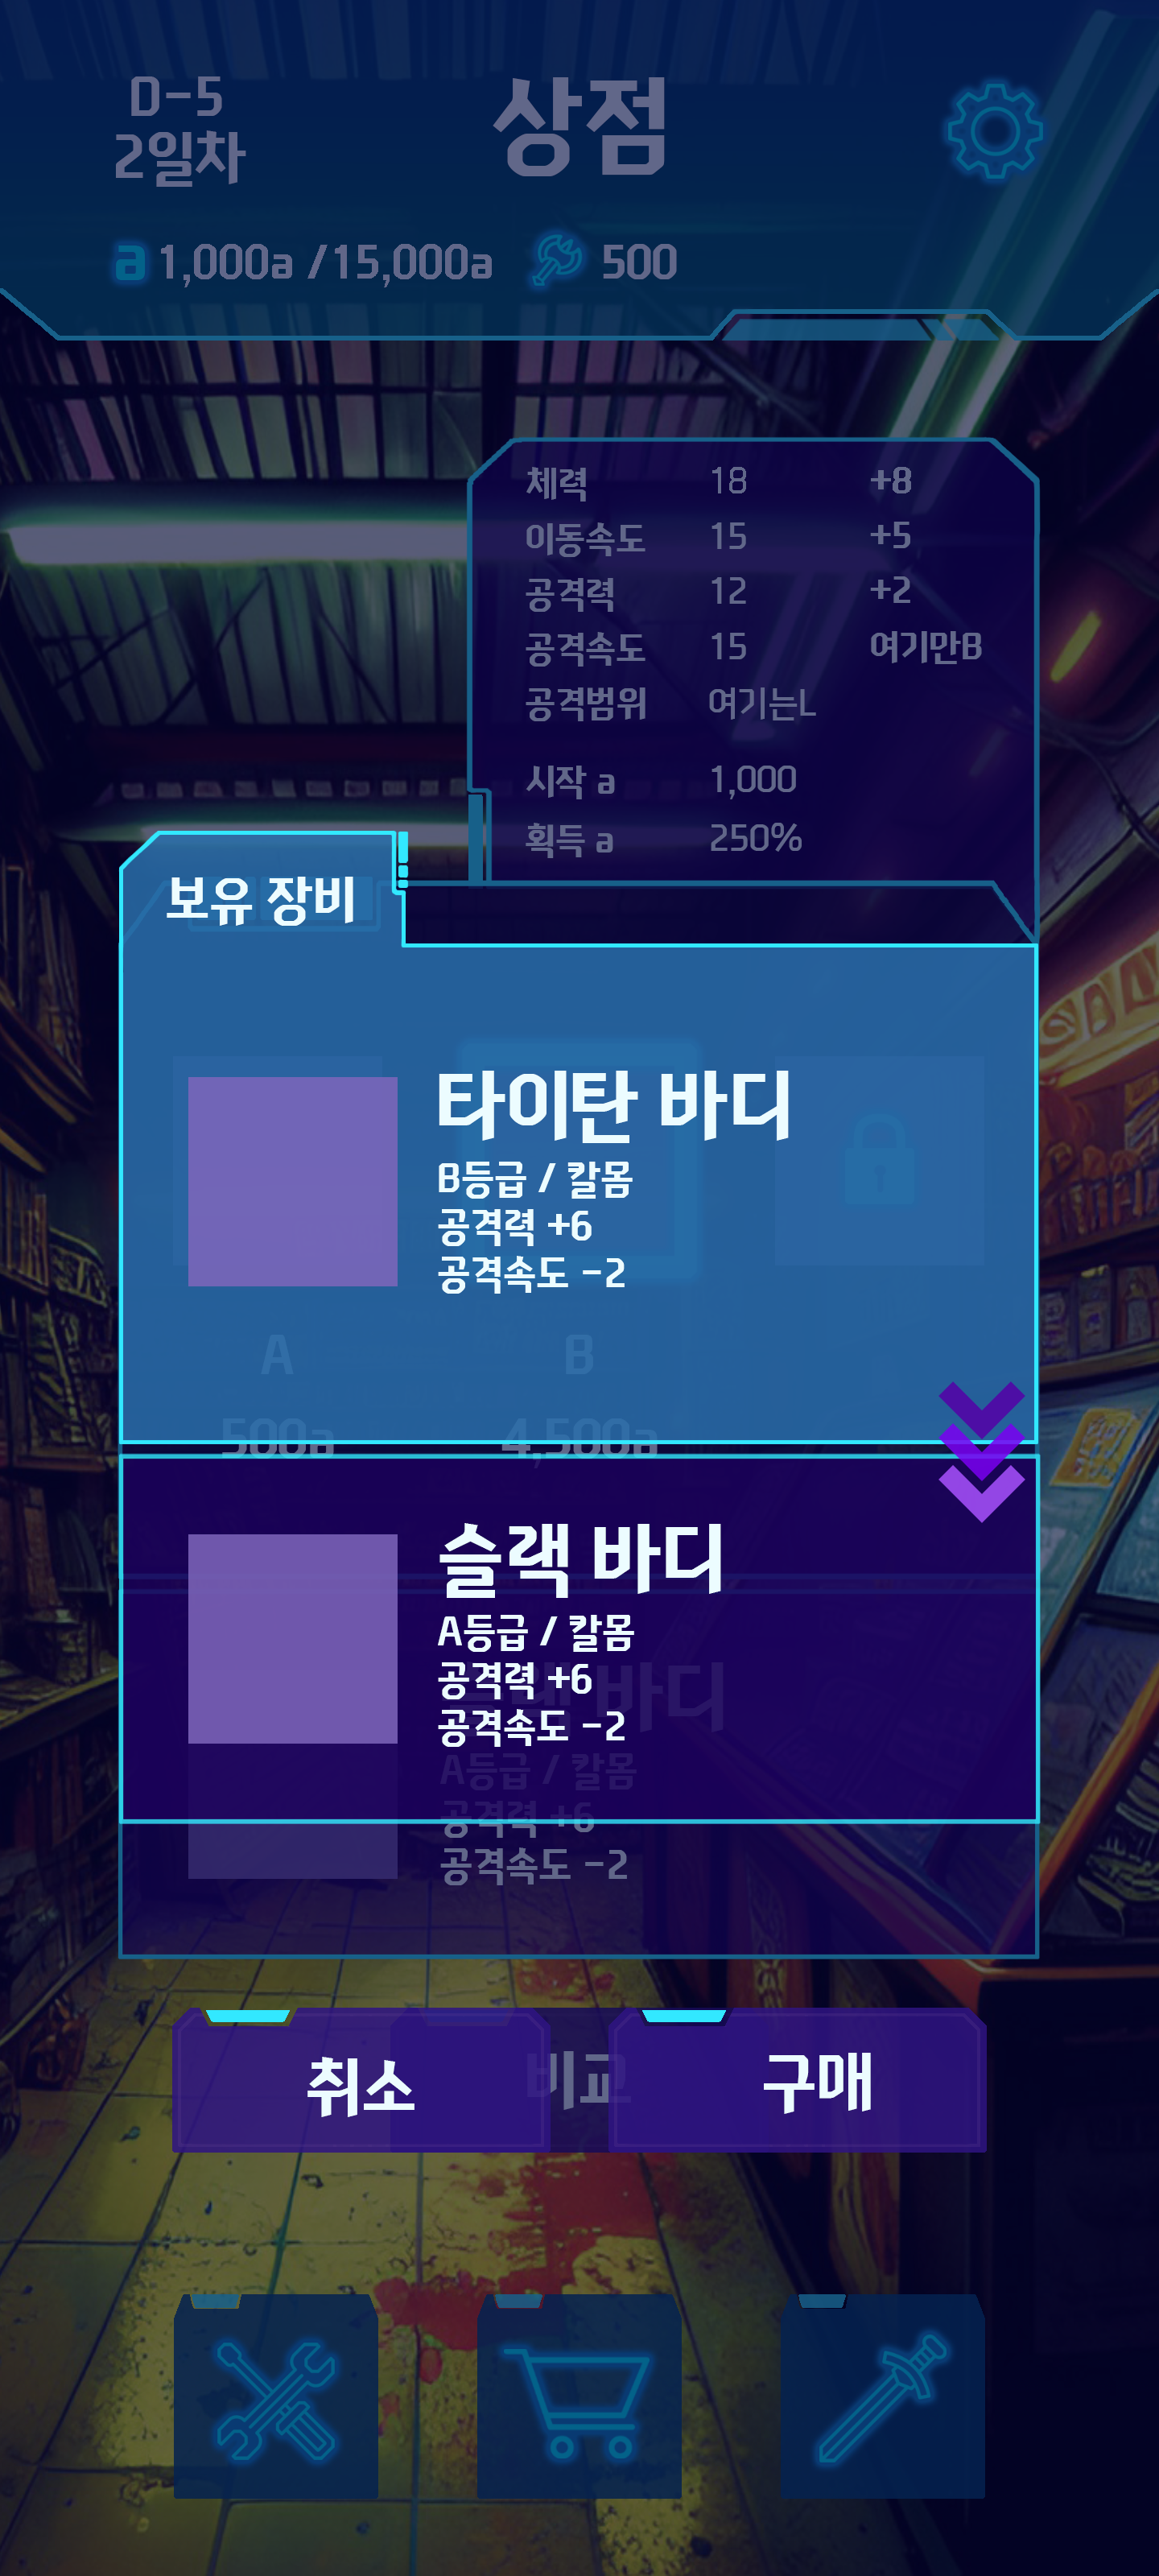 D-5
2일차
상점
a 1,000a /15,000a
500
체력 18 +8
이동속도 15 +5
공격력 12 +2
공격속도 15 여기만B
공격범위 여기는L
시작 a 1,000
획득 a 250%
보유 장비
타이탄 바디
B등급 / 칼몸
공격력 +6
공격속도 -2
A B
500a 4,500a
슬랙 바디
A등급 / 칼몸
공격력 +6
공격속도 -2
슬랙 바디
A등급 / 칼몸
공격력 +6
공격속도 -2
취소 비교 구매